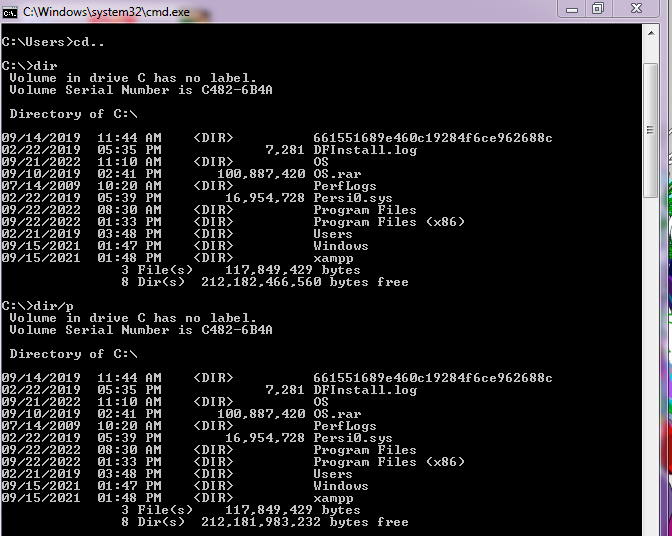 C:\Windows\system32\cmd.exe
C:\Users>cd..
C:\>dir
 Volume in drive C has no label.
 Volume Serial Number is C482-6B4A
 Directory of C:\
09/14/2019  11:44 AM    <DIR>          661551689e460c19284f6ce962688c
02/22/2019  05:35 PM             7,281 DFInstall.log
09/21/2022  11:10 AM    <DIR>          OS
09/10/2019  02:41 PM       100,887,420 OS.rar
07/14/2009  10:20 AM    <DIR>          PerfLogs
02/22/2019  05:39 PM        16,954,728 Persi0.sys
09/22/2022  08:30 AM    <DIR>          Program Files
09/22/2022  01:33 PM    <DIR>          Program Files (x86)
02/21/2019  03:48 PM    <DIR>          Users
09/15/2021  01:47 PM    <DIR>          Windows
09/15/2021  01:48 PM    <DIR>          xampp
               3 File(s)    117,849,429 bytes
               8 Dir(s)  212,182,466,560 bytes free
C:\>dir/p
 Volume in drive C has no label.
 Volume Serial Number is C482-6B4A
 Directory of C:\
09/14/2019  11:44 AM    <DIR>          661551689e460c19284f6ce962688c
02/22/2019  05:35 PM             7,281 DFInstall.log
09/21/2022  11:10 AM    <DIR>          OS
09/10/2019  02:41 PM       100,887,420 OS.rar
07/14/2009  10:20 AM    <DIR>          PerfLogs
02/22/2019  05:39 PM        16,954,728 Persi0.sys
09/22/2022  08:30 AM    <DIR>          Program Files
09/22/2022  01:33 PM    <DIR>          Program Files (x86)
02/21/2019  03:48 PM    <DIR>          Users
09/15/2021  01:47 PM    <DIR>          Windows
09/15/2021  01:48 PM    <DIR>          xampp
               3 File(s)    117,849,429 bytes
               8 Dir(s)  212,181,983,232 bytes free